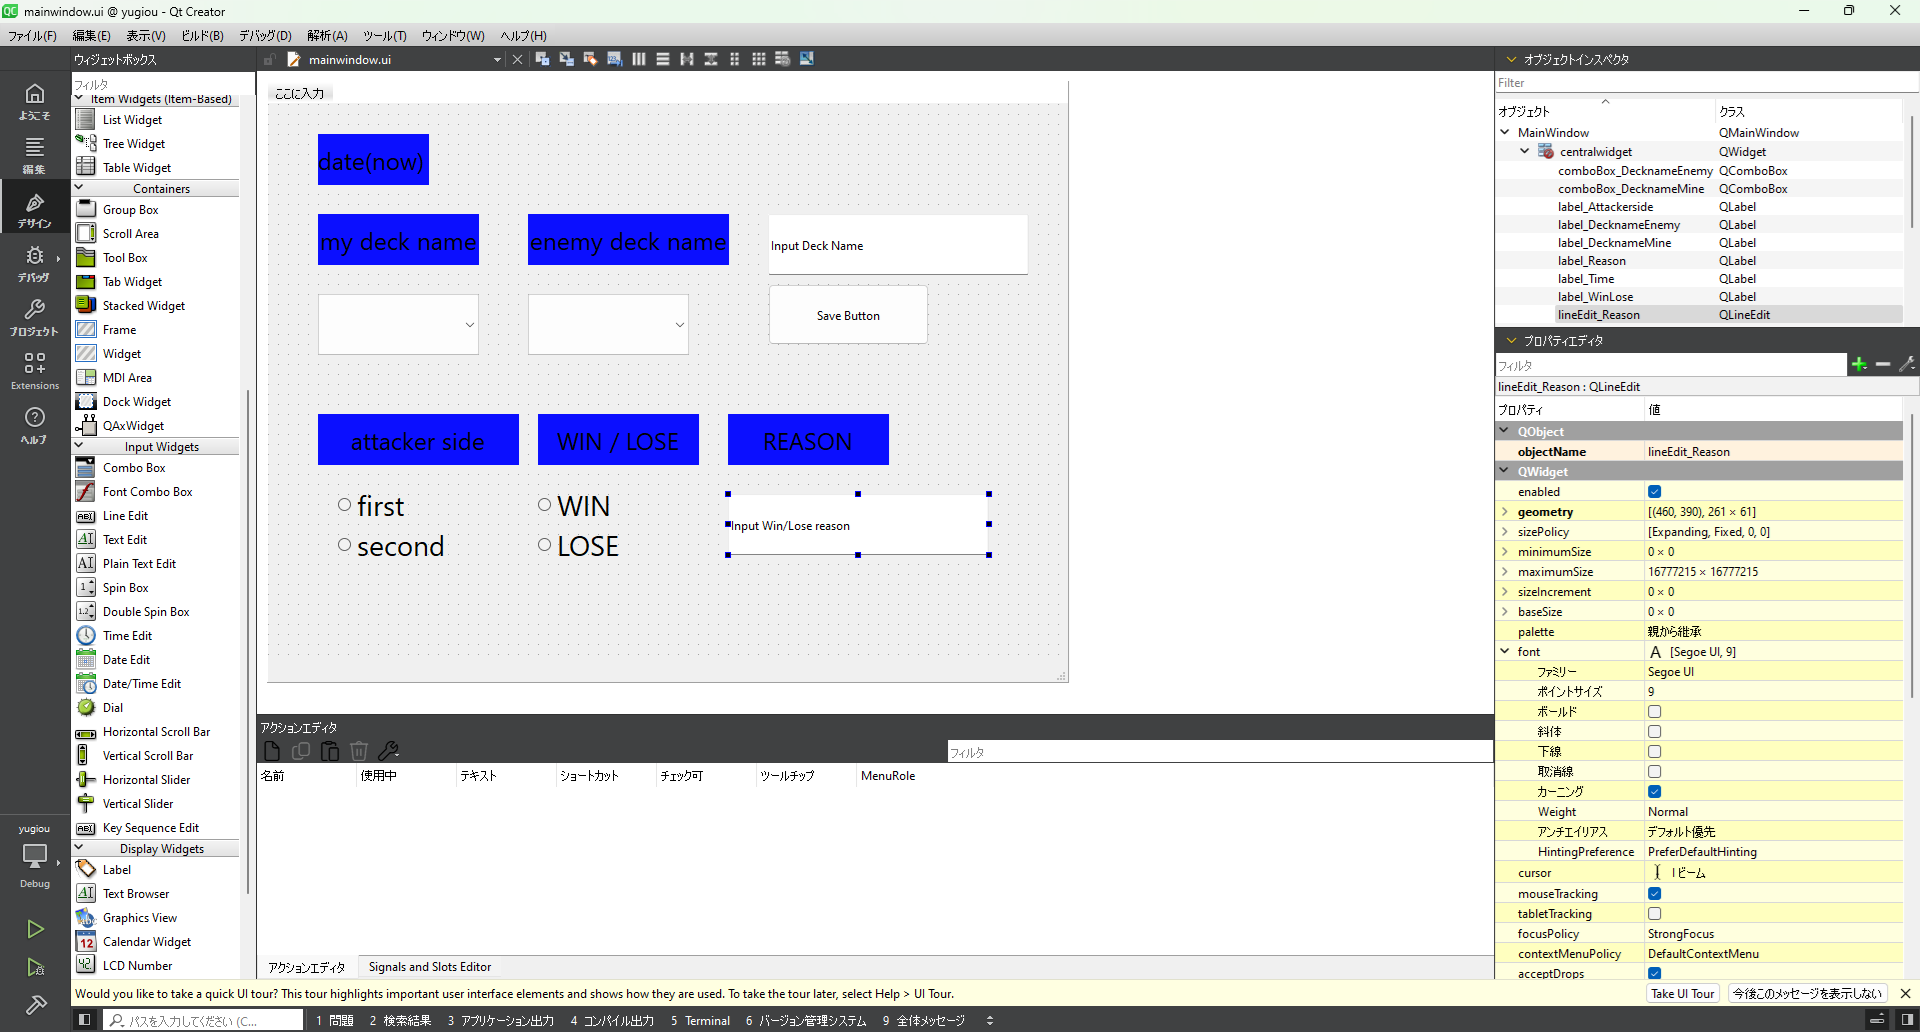 mainwindow.ui @ yugiou - Qt Creator
ファイル(F) 編集(E) 表示(V) ビルド(B) デバッグ(D) 解析(A) ツール(T) ウィンドウ(W) ヘルプ(H)
ようこそ
編集
デザイン
デバッグ
プロジェクト
Extensions
ヘルプ
yugiou
Debug
ウィジェットボックス
フィルタ
Item Widgets (Item-Based)
List Widget
Tree Widget
Table Widget
Containers
Group Box
Scroll Area
Tool Box
Tab Widget
Stacked Widget
Frame
Widget
MDI Area
Dock Widget
QAxWidget
Input Widgets
Combo Box
Font Combo Box
Line Edit
Text Edit
Plain Text Edit
Spin Box
Double Spin Box
Time Edit
Date Edit
Date/Time Edit
Dial
Horizontal Scroll Bar
Vertical Scroll Bar
Horizontal Slider
Vertical Slider
Key Sequence Edit
Display Widgets
Label
Text Browser
Graphics View
Calendar Widget
LCD Number
mainwindow.ui
ここに入力
date(now)
my deck name enemy deck name Input Deck Name
Save Button
attacker side WIN / LOSE REASON
first WIN Input Win/Lose reason
second LOSE
アクションエディタ
フィルタ
名前 使用中 テキスト ショートカット チェック可 ツールチップ MenuRole
アクションエディタ Signals and Slots Editor
オブジェクトインスペクタ
Filter
オブジェクト クラス
MainWindow QMainWindow
centralwidget QWidget
comboBox_DecknameEnemy QComboBox
comboBox_DecknameMine QComboBox
label_Attackerside QLabel
label_DecknameEnemy QLabel
label_DecknameMine QLabel
label_Reason QLabel
label_Time QLabel
label_WinLose QLabel
lineEdit_Reason QLineEdit
プロパティエディタ
フィルタ
lineEdit_Reason : QLineEdit
プロパティ 値
QObject
objectName lineEdit_Reason
QWidget
enabled
geometry [(460, 390), 261 × 61]
sizePolicy [Expanding, Fixed, 0, 0]
minimumSize 0 × 0
maximumSize 16777215 × 16777215
sizeIncrement 0 × 0
baseSize 0 × 0
palette 親から継承
font A [Segoe UI, 9]
ファミリー Segoe UI
ポイントサイズ 9
ボールド
斜体
下線
取消線
カーニング
Weight Normal
アンチエイリアス デフォルト優先
HintingPreference PreferDefaultHinting
cursor Iビーム
mouseTracking
tabletTracking
focusPolicy StrongFocus
contextMenuPolicy DefaultContextMenu
acceptDrops
Would you like to take a quick UI tour? This tour highlights important user interface elements and shows how they are used. To take the tour later, select Help > UI Tour. Take UI Tour 今後このメッセージを表示しない
パスを入力してください (C... 1 問題 2 検索結果 3 アプリケーション出力 4 コンパイル出力 5 Terminal 6 バージョン管理システム 9 全体メッセージ